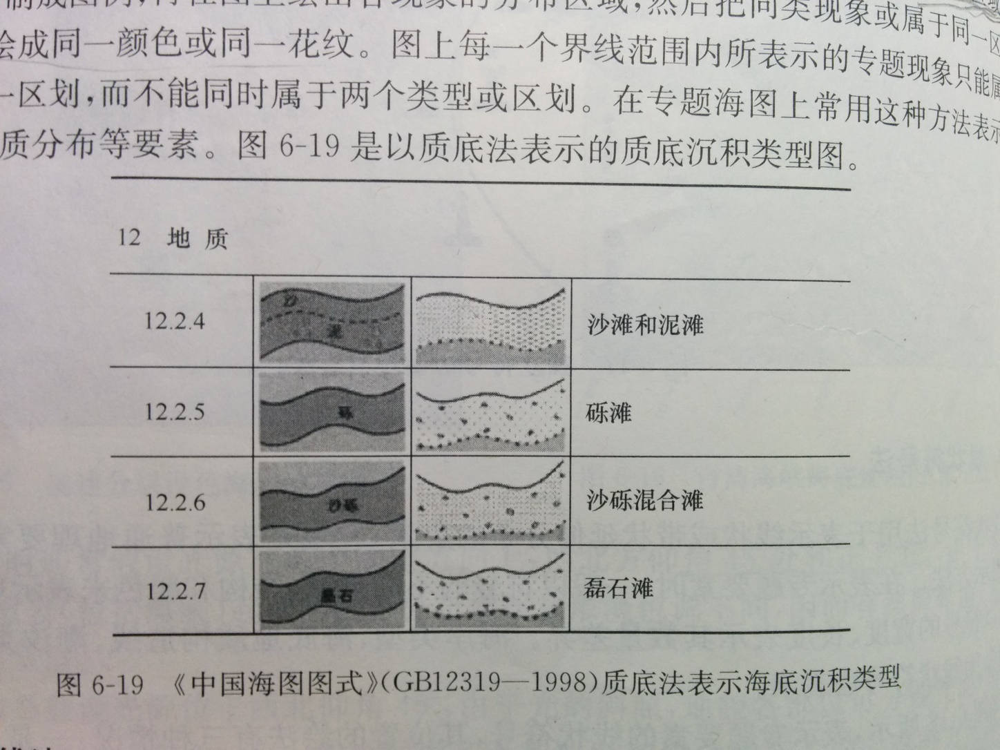 制成图例,再在图上绘出各现象的分布区域,然后把同类现象或属于同一区
绘成同一颜色或同一花纹。图上每一个界线范围内所表示的专题现象只能属
一区划,而不能同时属于两个类型或区划。在专题海图上常用这种方法表示
质分布等要素。图 6-19 是以质底法表示的质底沉积类型图。
12 地 质
12.2.4 沙 泥 沙滩和泥滩
12.2.5 砾 砾滩
12.2.6 沙砾 沙砾混合滩
12.2.7 磊石 磊石滩
图 6-19 《中国海图图式》(GB12319—1998)质底法表示海底沉积类型